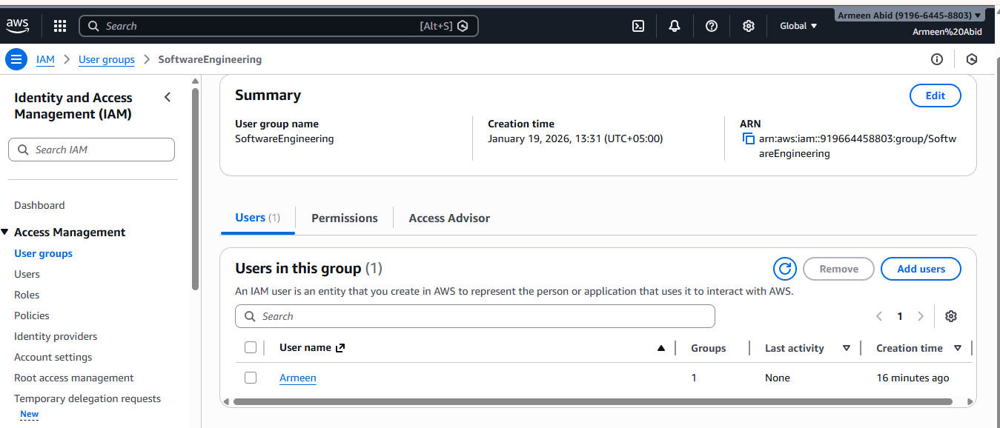 aws
Search [Alt+S]
Global
Armeen Abid (9196-6445-8803)
Armeen%20Abid
IAM
User groups
SoftwareEngineering
Identity and Access
Management (IAM)
Search IAM
Dashboard
Access Management
User groups
Users
Roles
Policies
Identity providers
Account settings
Root access management
Temporary delegation requests
New
Summary
Edit
User group name
SoftwareEngineering
Creation time
January 19, 2026, 13:31 (UTC+05:00)
ARN
arn:aws:iam::919664458803:group/Softw
areEngineering
Users (1)
Permissions
Access Advisor
Users in this group (1)
Remove
Add users
An IAM user is an entity that you create in AWS to represent the person or application that uses it to interact with AWS.
Search
1
User name Groups Last activity Creation time
Armeen 1 None 16 minutes ago